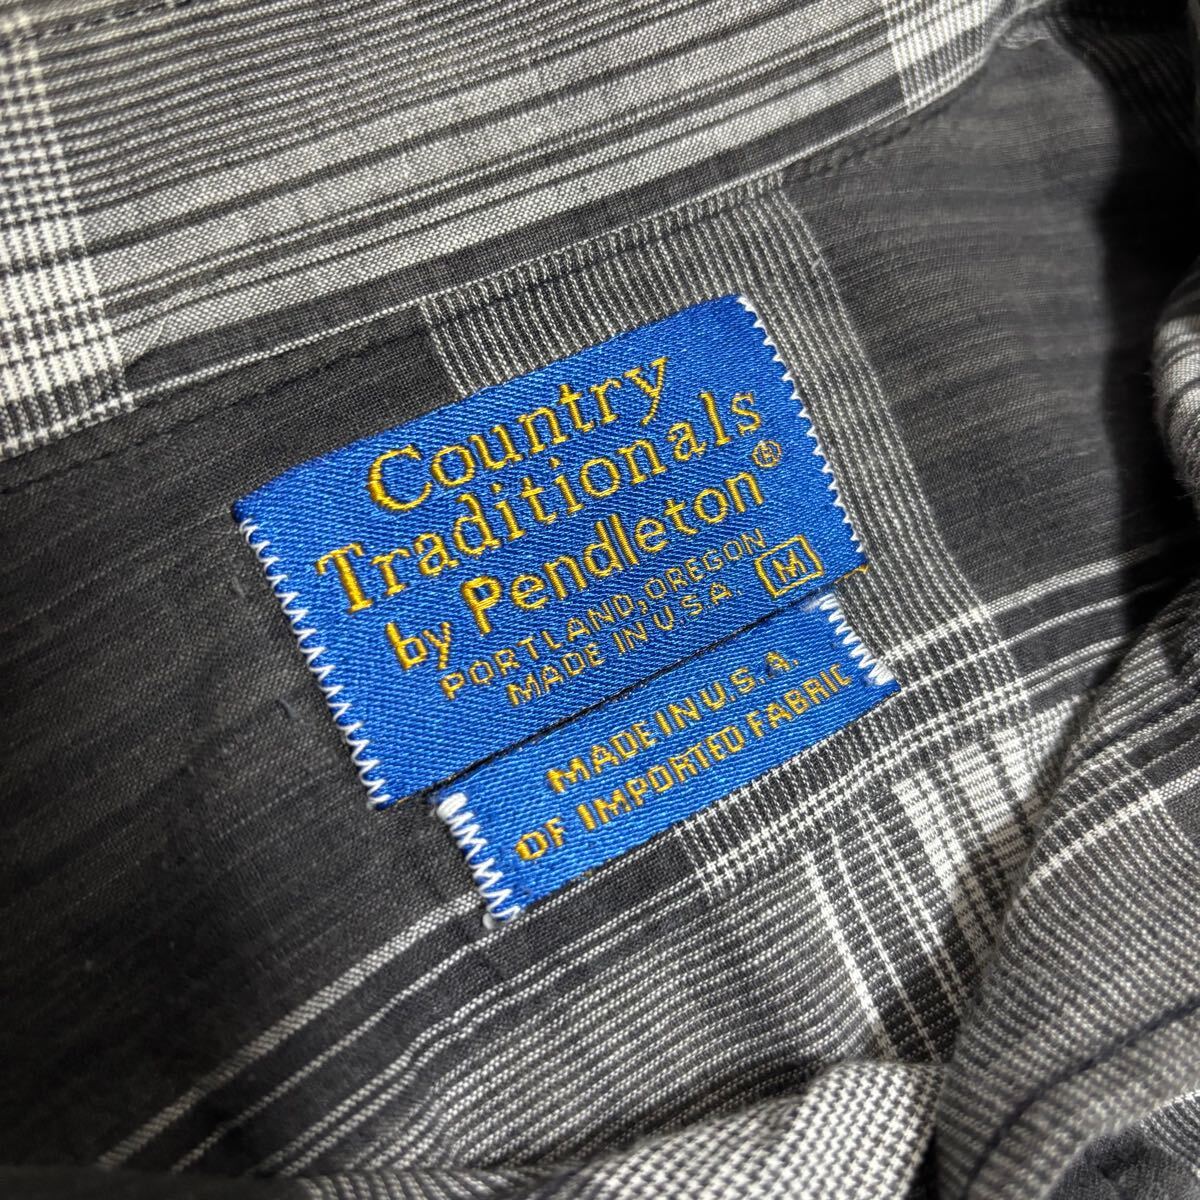 Country
Traditionals
by Pendleton®
PORTLAND, OREGON
MADE IN U.S.A. M
MADE IN U.S.A.
OF IMPORTED FABRIC